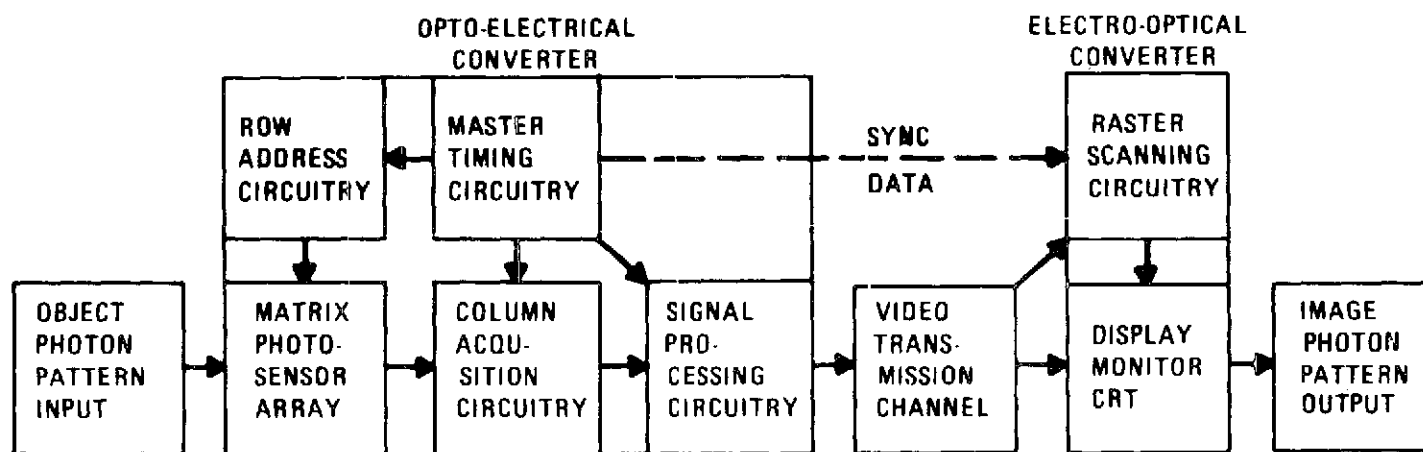 OPTO-ELECTRICAL
CONVERTER
ELECTRO-OPTICAL
CONVERTER
ROW
ADDRESS
CIRCUITRY
MASTER
TIMING
CIRCUITRY
SYNC
DATA
RASTER
SCANNING
CIRCUITRY
OBJECT
PHOTON
PATTERN
INPUT
MATRIX
PHOTO-
SENSOR
ARRAY
COLUMN
ACQU-
SITION
CIRCUITRY
SIGNAL
PRO-
CESSING
CIRCUITRY
VIDEO
TRANS-
MISSION
CHANNEL
DISPLAY
MONITOR
CRT
IMAGE
PHOTON
PATTERN
OUTPUT